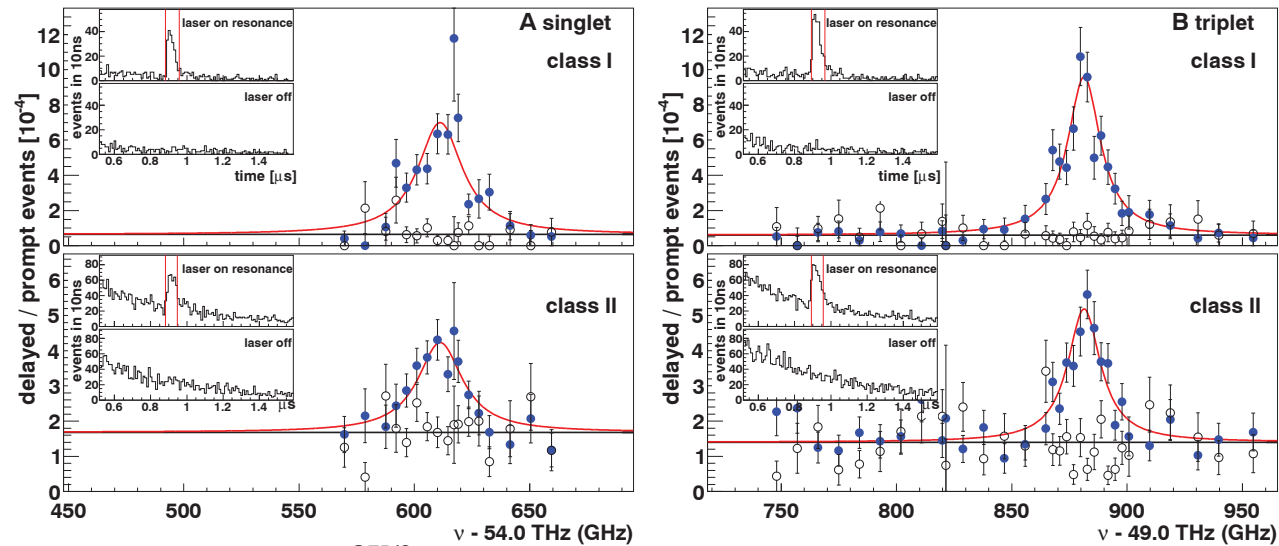 A singlet
class I
laser on resonance
laser off
events in 10ns
40
20
0
40
20
0
0.6 0.8 1 1.2 1.4
time [μs]
12
10
8
6
4
2
0
class II
laser on resonance
laser off
events in 10ns
80
60
40
20
0
80
60
40
20
0
0.6 0.8 1 1.2 1.4 μs
6
5
4
3
2
1
0
delayed / prompt events [10⁻⁴]
450 500 550 600 650
ν - 54.0 THz (GHz)
B triplet
class I
laser on resonance
laser off
events in 10ns
40
20
0
40
20
0
0.6 0.8 1 1.2 1.4
time [μs]
12
10
8
6
4
2
0
class II
laser on resonance
laser off
events in 10ns
80
60
40
20
0
80
60
40
20
0
0.6 0.8 1 1.2 1.4 μs
6
5
4
3
2
1
0
delayed / prompt events [10⁻⁴]
750 800 850 900 950
ν - 49.0 THz (GHz)